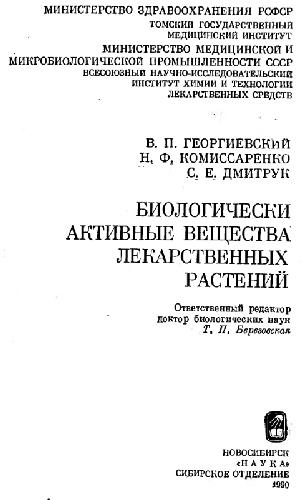 МИНИСТЕРСТВО ЗДРАВООХРАНЕНИЯ РСФСР
ТОМСКИЙ ГОСУДАРСТВЕННЫЙ
МЕДИЦИНСКИЙ ИНСТИТУТ
МИНИСТЕРСТВО МЕДИЦИНСКОЙ И
МИКРОБИОЛОГИЧЕСКОЙ ПРОМЫШЛЕННОСТИ СССР
ВСЕСОЮЗНЫЙ НАУЧНО-ИССЛЕДОВАТЕЛЬСКИЙ
ИНСТИТУТ ХИМИИ И ТЕХНОЛОГИИ
ЛЕКАРСТВЕННЫХ СРЕДСТВ
В. П. ГЕОРГИЕВСКИЙ
Н. Ф. КОМИССАРЕНКО
С. Е. ДМИТРУК
БИОЛОГИЧЕСКИ
АКТИВНЫЕ ВЕЩЕСТВА
ЛЕКАРСТВЕННЫХ
РАСТЕНИЙ
Ответственный редактор
доктор биологических наук
Т. П. Березовская
НОВОСИБИРСК
«НАУКА»
СИБИРСКОЕ ОТДЕЛЕНИЕ
1990